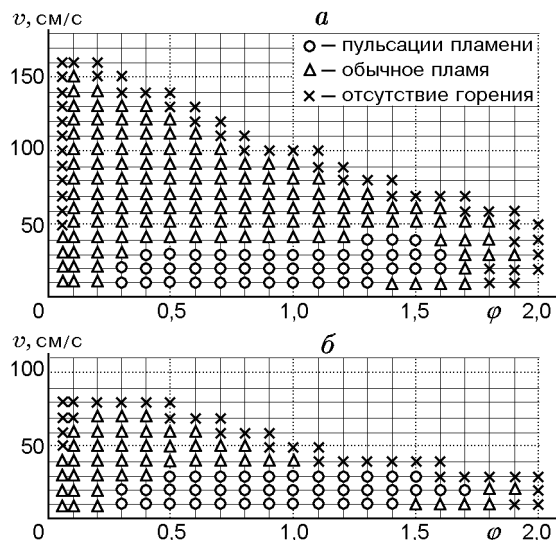 v, см/с
а
○ — пульсации пламени
△ — обычное пламя
× — отсутствие горения
150
100
50
0
0,5
1,0
1,5
φ
2,0
v, см/с
б
100
50
0
0,5
1,0
1,5
φ
2,0